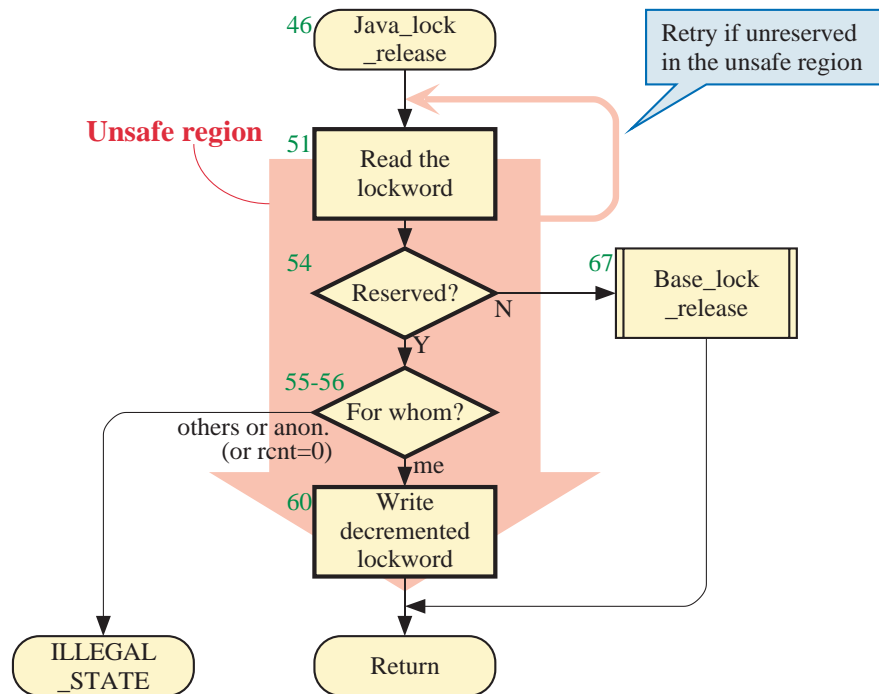 46
Java_lock
_release
Retry if unreserved
in the unsafe region
Unsafe region
51
Read the
lockword
54
Reserved?
N
Y
67
Base_lock
_release
55-56
For whom?
others or anon.
(or rcnt=0)
me
60
Write
decremented
lockword
ILLEGAL
_STATE
Return